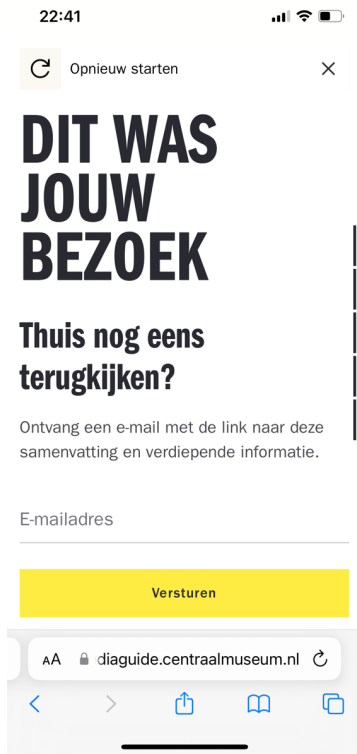 22:41
Opnieuw starten
DIT WAS
JOUW
BEZOEK
Thuis nog eens
terugkijken?
Ontvang een e-mail met de link naar deze
samenvatting en verdiepende informatie.
E-mailadres
Versturen
AA diaguide.centraalmuseum.nl